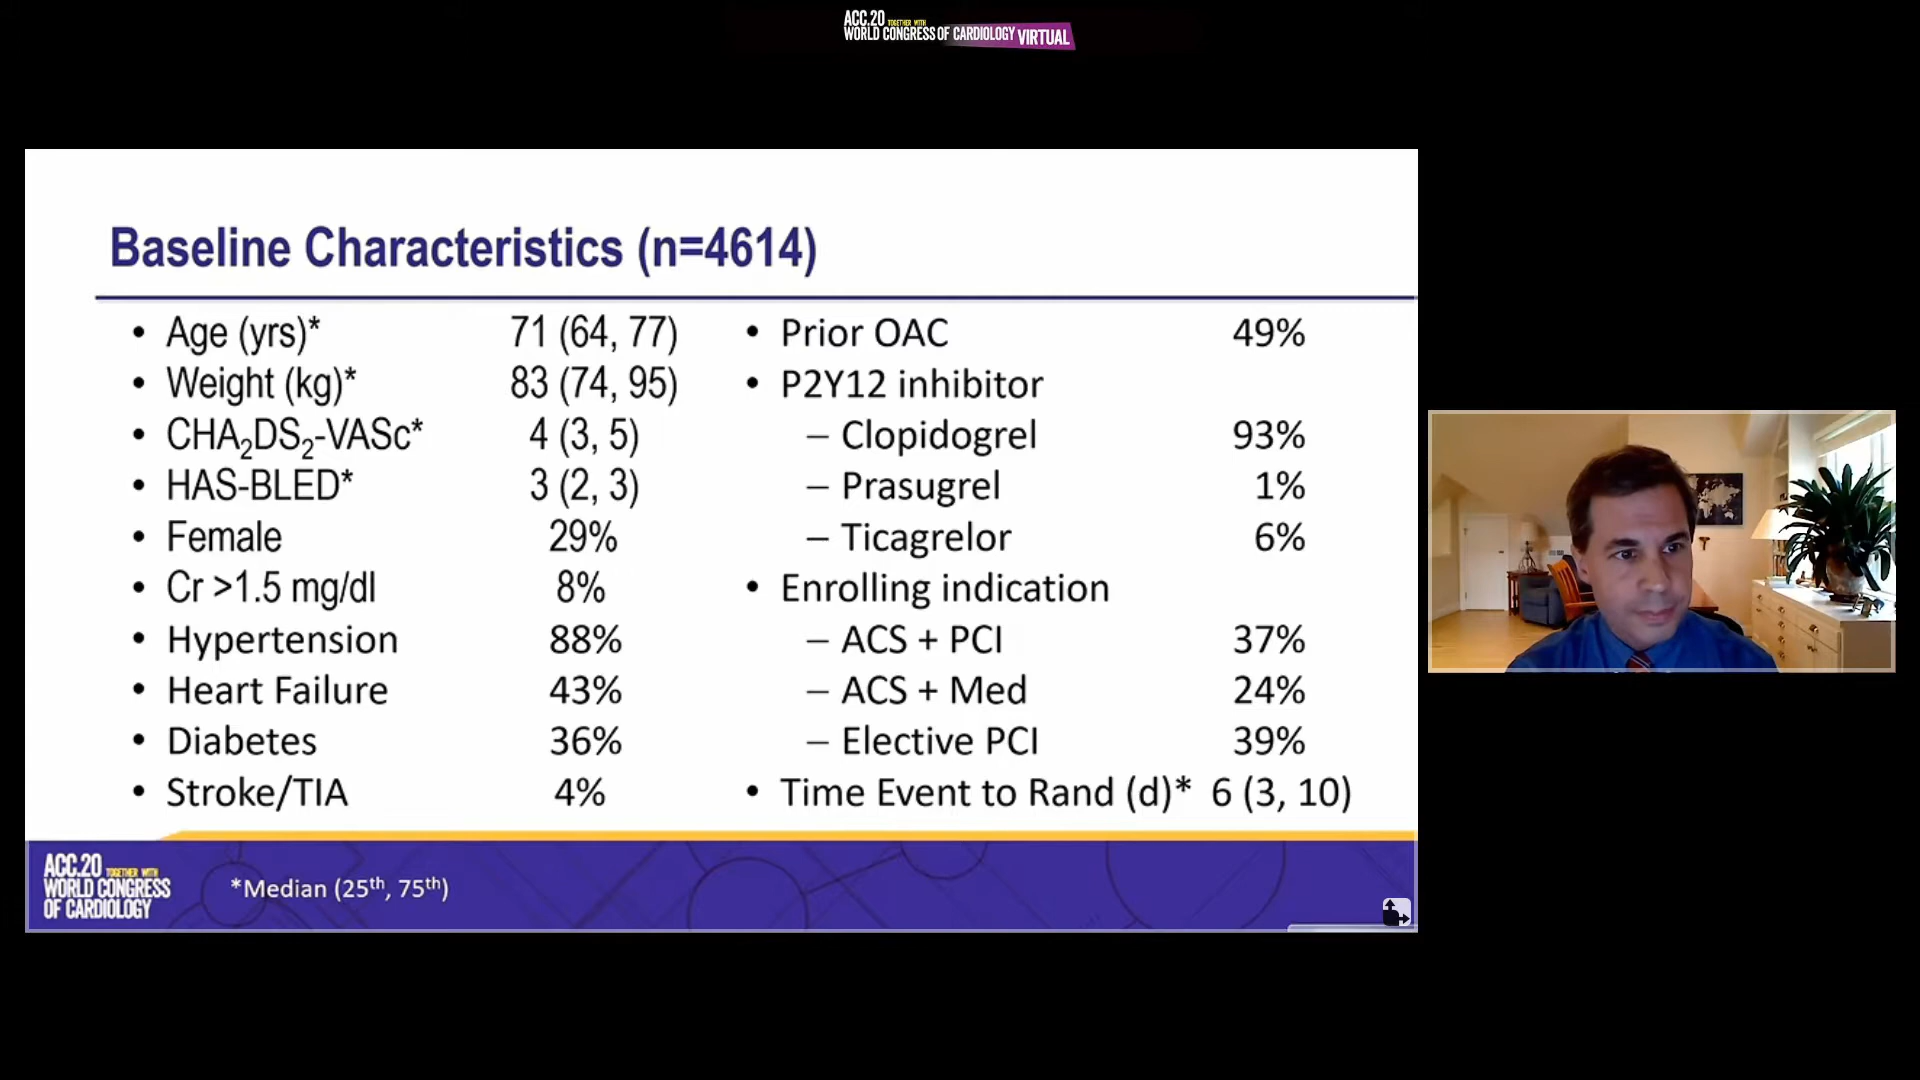 ACC.20 TOGETHER WITH
WORLD CONGRESS OF CARDIOLOGY VIRTUAL
Baseline Characteristics (n=4614)
• Age (yrs)* 71 (64, 77)
• Weight (kg)* 83 (74, 95)
• CHA₂DS₂-VASc* 4 (3, 5)
• HAS-BLED* 3 (2, 3)
• Female 29%
• Cr >1.5 mg/dl 8%
• Hypertension 88%
• Heart Failure 43%
• Diabetes 36%
• Stroke/TIA 4%
• Prior OAC 49%
• P2Y12 inhibitor
– Clopidogrel 93%
– Prasugrel 1%
– Ticagrelor 6%
• Enrolling indication
– ACS + PCI 37%
– ACS + Med 24%
– Elective PCI 39%
• Time Event to Rand (d)* 6 (3, 10)
ACC.20 TOGETHER WITH
WORLD CONGRESS
OF CARDIOLOGY
*Median (25th, 75th)